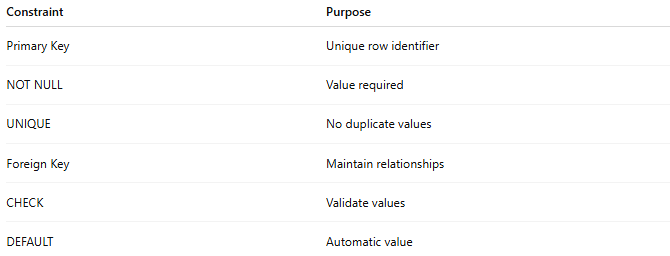 Constraint Purpose
Primary Key Unique row identifier
NOT NULL Value required
UNIQUE No duplicate values
Foreign Key Maintain relationships
CHECK Validate values
DEFAULT Automatic value